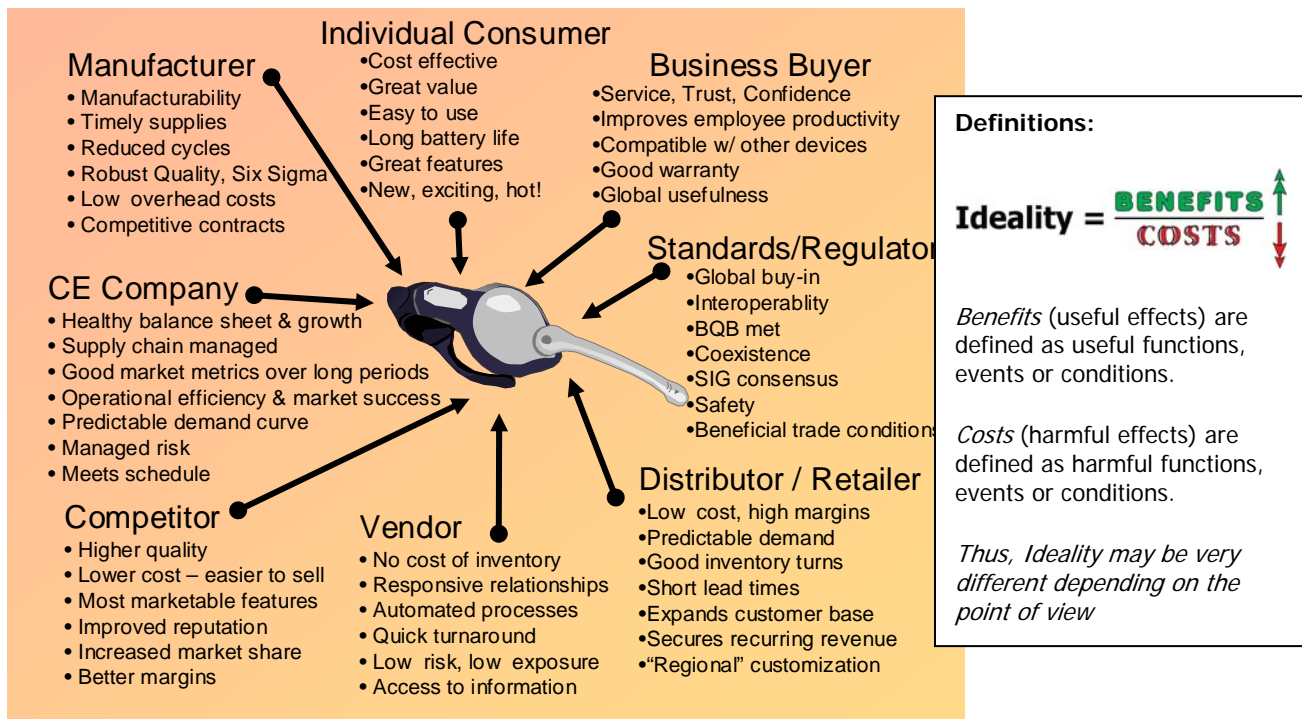 Individual Consumer
•Cost effective
•Great value
•Easy to use
•Long battery life
•Great features
•New, exciting, hot!
Manufacturer
• Manufacturability
• Timely supplies
• Reduced cycles
• Robust Quality, Six Sigma
• Low overhead costs
• Competitive contracts
Business Buyer
•Service, Trust, Confidence
•Improves employee productivity
•Compatible w/ other devices
•Good warranty
•Global usefulness
Standards/Regulator
•Global buy-in
•Interoperablity
•BQB met
•Coexistence
•SIG consensus
•Safety
•Beneficial trade conditions
CE Company
• Healthy balance sheet & growth
• Supply chain managed
• Good market metrics over long periods
• Operational efficiency & market success
• Predictable demand curve
• Managed risk
• Meets schedule
Competitor
• Higher quality
• Lower cost – easier to sell
• Most marketable features
• Improved reputation
• Increased market share
• Better margins
Vendor
• No cost of inventory
• Responsive relationships
• Automated processes
• Quick turnaround
• Low risk, low exposure
• Access to information
Distributor / Retailer
•Low cost, high margins
•Predictable demand
•Good inventory turns
•Short lead times
•Expands customer base
•Secures recurring revenue
•“Regional” customization
Definitions:
Ideality = BENEFITS
COSTS
Benefits (useful effects) are
defined as useful functions,
events or conditions.
Costs (harmful effects) are
defined as harmful functions,
events or conditions.
Thus, Ideality may be very
different depending on the
point of view